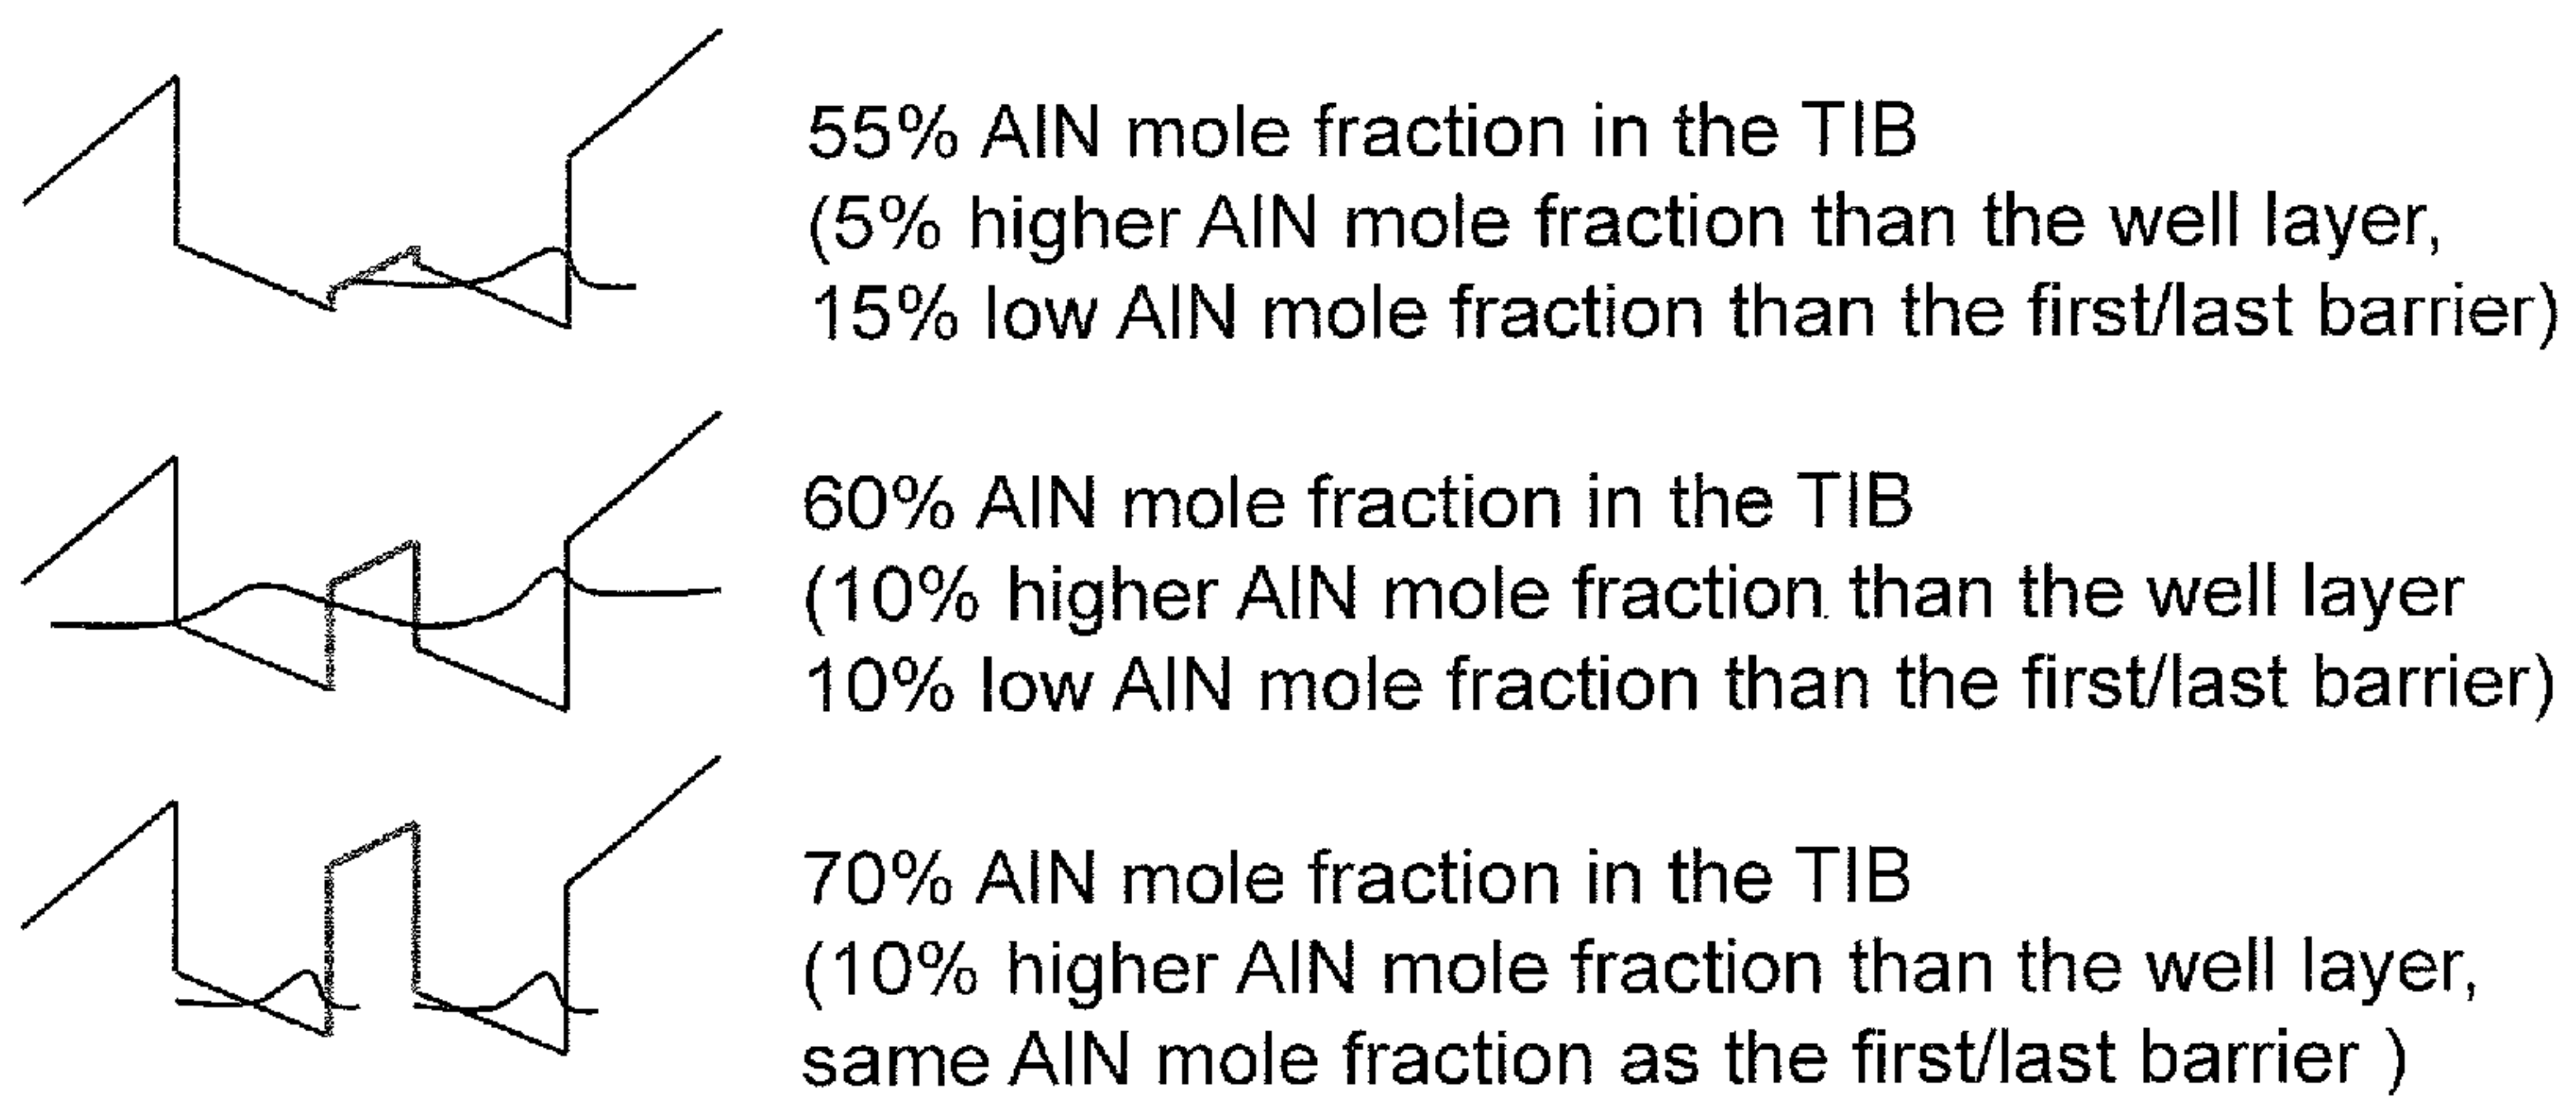 55% AlN mole fraction in the TIB
(5% higher AlN mole fraction than the well layer,
15% low AlN mole fraction than the first/last barrier)
60% AlN mole fraction in the TIB
(10% higher AlN mole fraction than the well layer
10% low AlN mole fraction than the first/last barrier)
70% AlN mole fraction in the TIB
(10% higher AlN mole fraction than the well layer,
same AlN mole fraction as the first/last barrier )